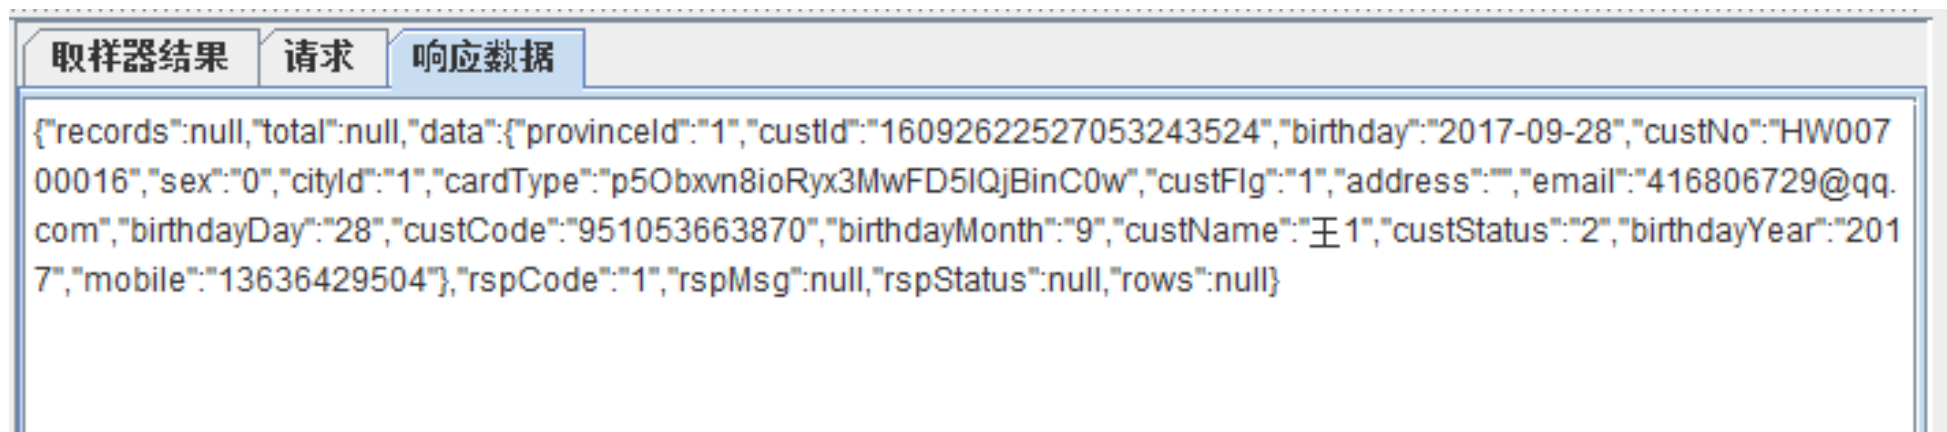 取样器结果 请求 响应数据
{"records":null,"total":null,"data":{"provinceId":"1","custId":"16092622527053243524","birthday":"2017-09-28","custNo":"HW007
00016","sex":"0","cityId":"1","cardType":"p5Obxvn8ioRyx3MwFD5lQjBinC0w","custFlg":"1","address":"","email":"416806729@qq.
com","birthdayDay":"28","custCode":"951053663870","birthdayMonth":"9","custName":"王1","custStatus":"2","birthdayYear":"201
7","mobile":"13636429504"},"rspCode":"1","rspMsg":null,"rspStatus":null,"rows":null}